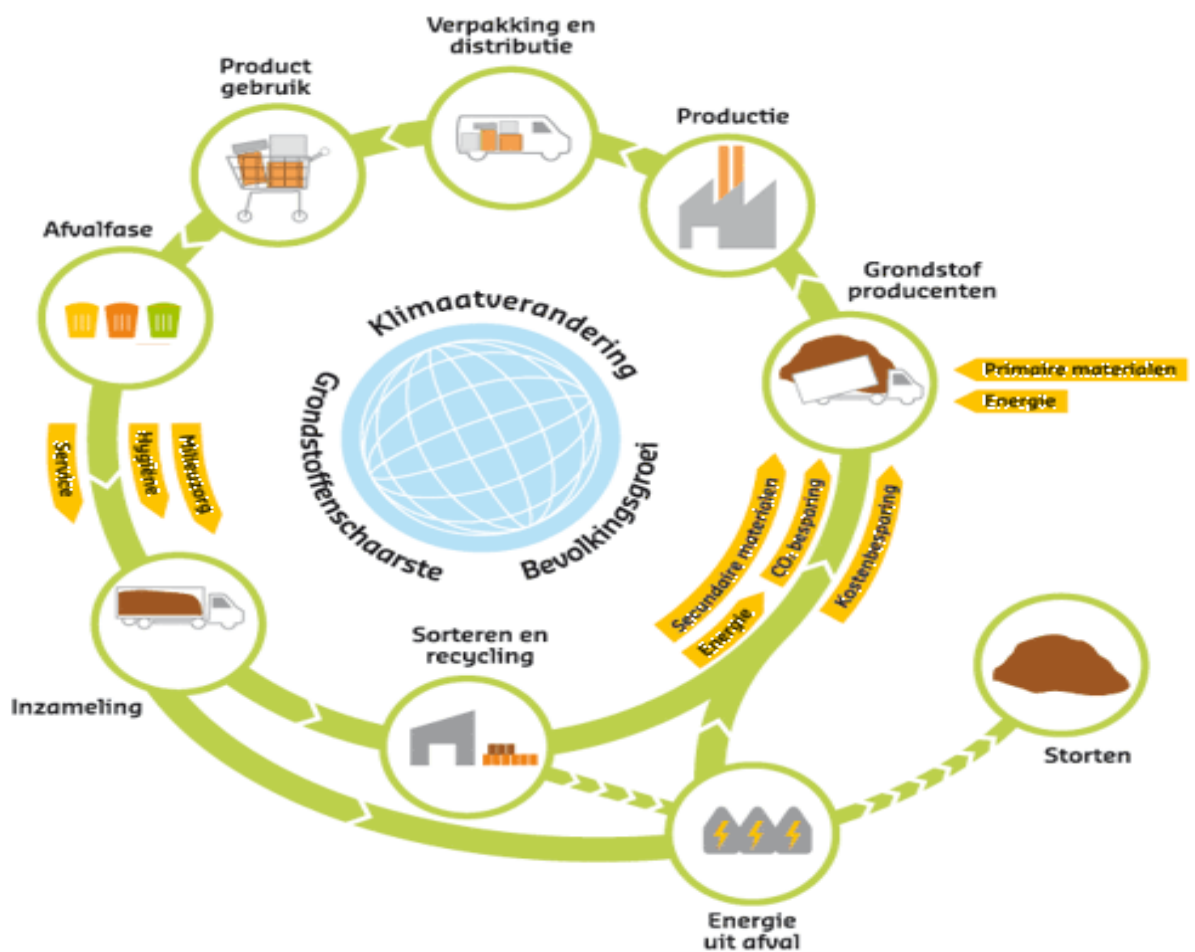 Verpakking en
distributie
Product
gebruik
Productie
Afvalfase
Grondstof
producenten
Klimaatverandering
Grondstoffenschaarste
Bevolkingsgroei
Primaire materialen
Energie
Service
Hygiëne
Milieuzorg
Secundaire materialen
Energie
CO₂ besparing
Kostenbesparing
Sorteren en
recycling
Inzameling
Storten
Energie
uit afval